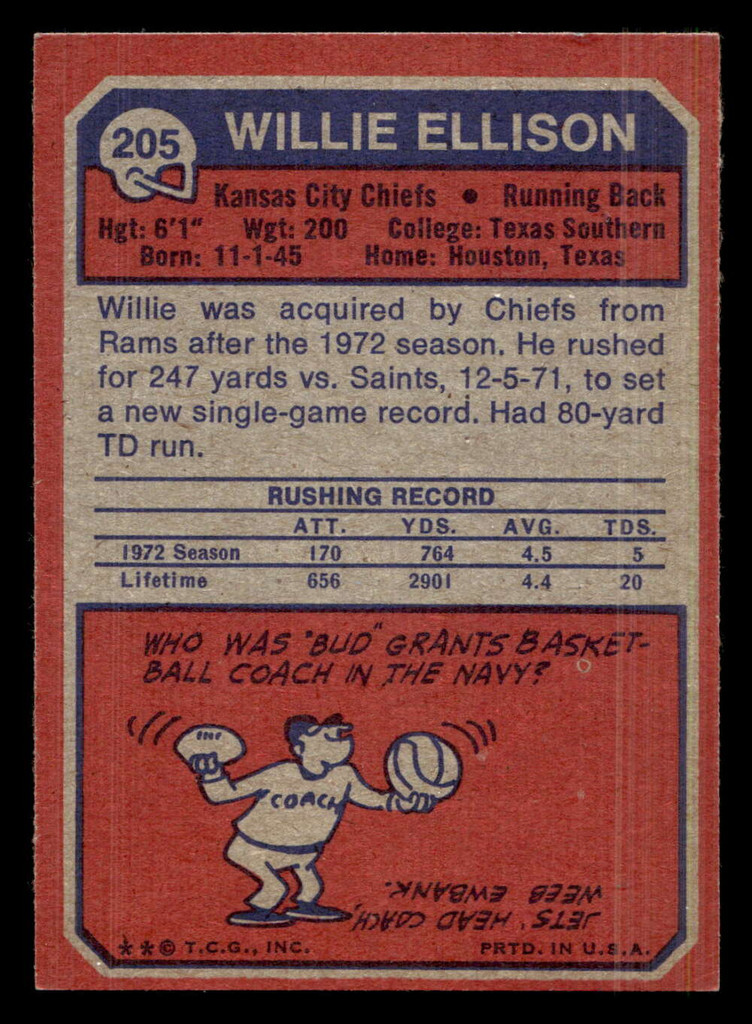 205 WILLIE ELLISON
Kansas City Chiefs • Running Back
Hgt: 6'1" Wgt: 200 College: Texas Southern
Born: 11-1-45 Home: Houston, Texas
Willie was acquired by Chiefs from
Rams after the 1972 season. He rushed
for 247 yards vs. Saints, 12-5-71, to set
a new single-game record. Had 80-yard
TD run.
RUSHING RECORD
ATT. YDS. AVG. TDS.
1972 Season 170 764 4.5 5
Lifetime 656 2901 4.4 20
WHO WAS "BUD" GRANTS BASKET-
BALL COACH IN THE NAVY?
COACH
JETS' HEAD COACH,
WEEB EWBANK.
**© T.C.G., INC. PRTD. IN U.S.A.